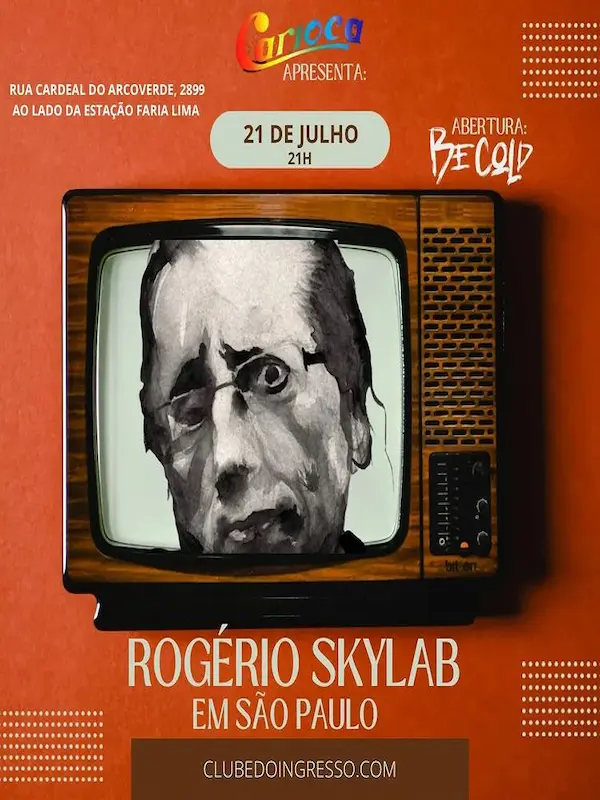 Carioca
APRESENTA:
RUA CARDEAL DO ARCOVERDE, 2899
AO LADO DA ESTAÇÃO FARIA LIMA
21 DE JULHO
21H
ABERTURA:
BE COLD
ROGÉRIO SKYLAB
EM SÃO PAULO
CLUBEDOINGRESSO.COM